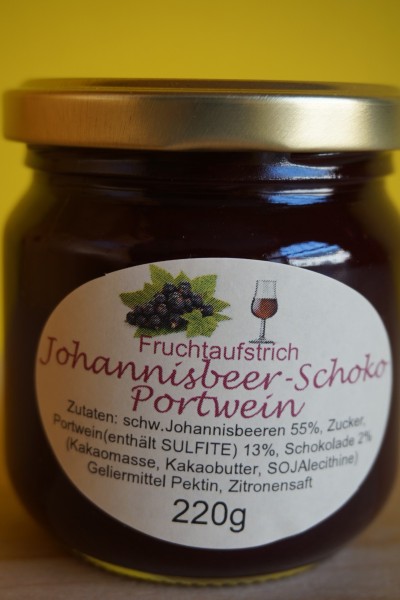 Fruchtaufstrich
Johannisbeer-Schoko
Portwein
Zutaten: schw.Johannisbeeren 55%, Zucker,
Portwein(enthält SULFITE) 13%, Schokolade 2%
(Kakaomasse, Kakaobutter, SOJAlecithine)
Geliermittel Pektin, Zitronensaft
220g